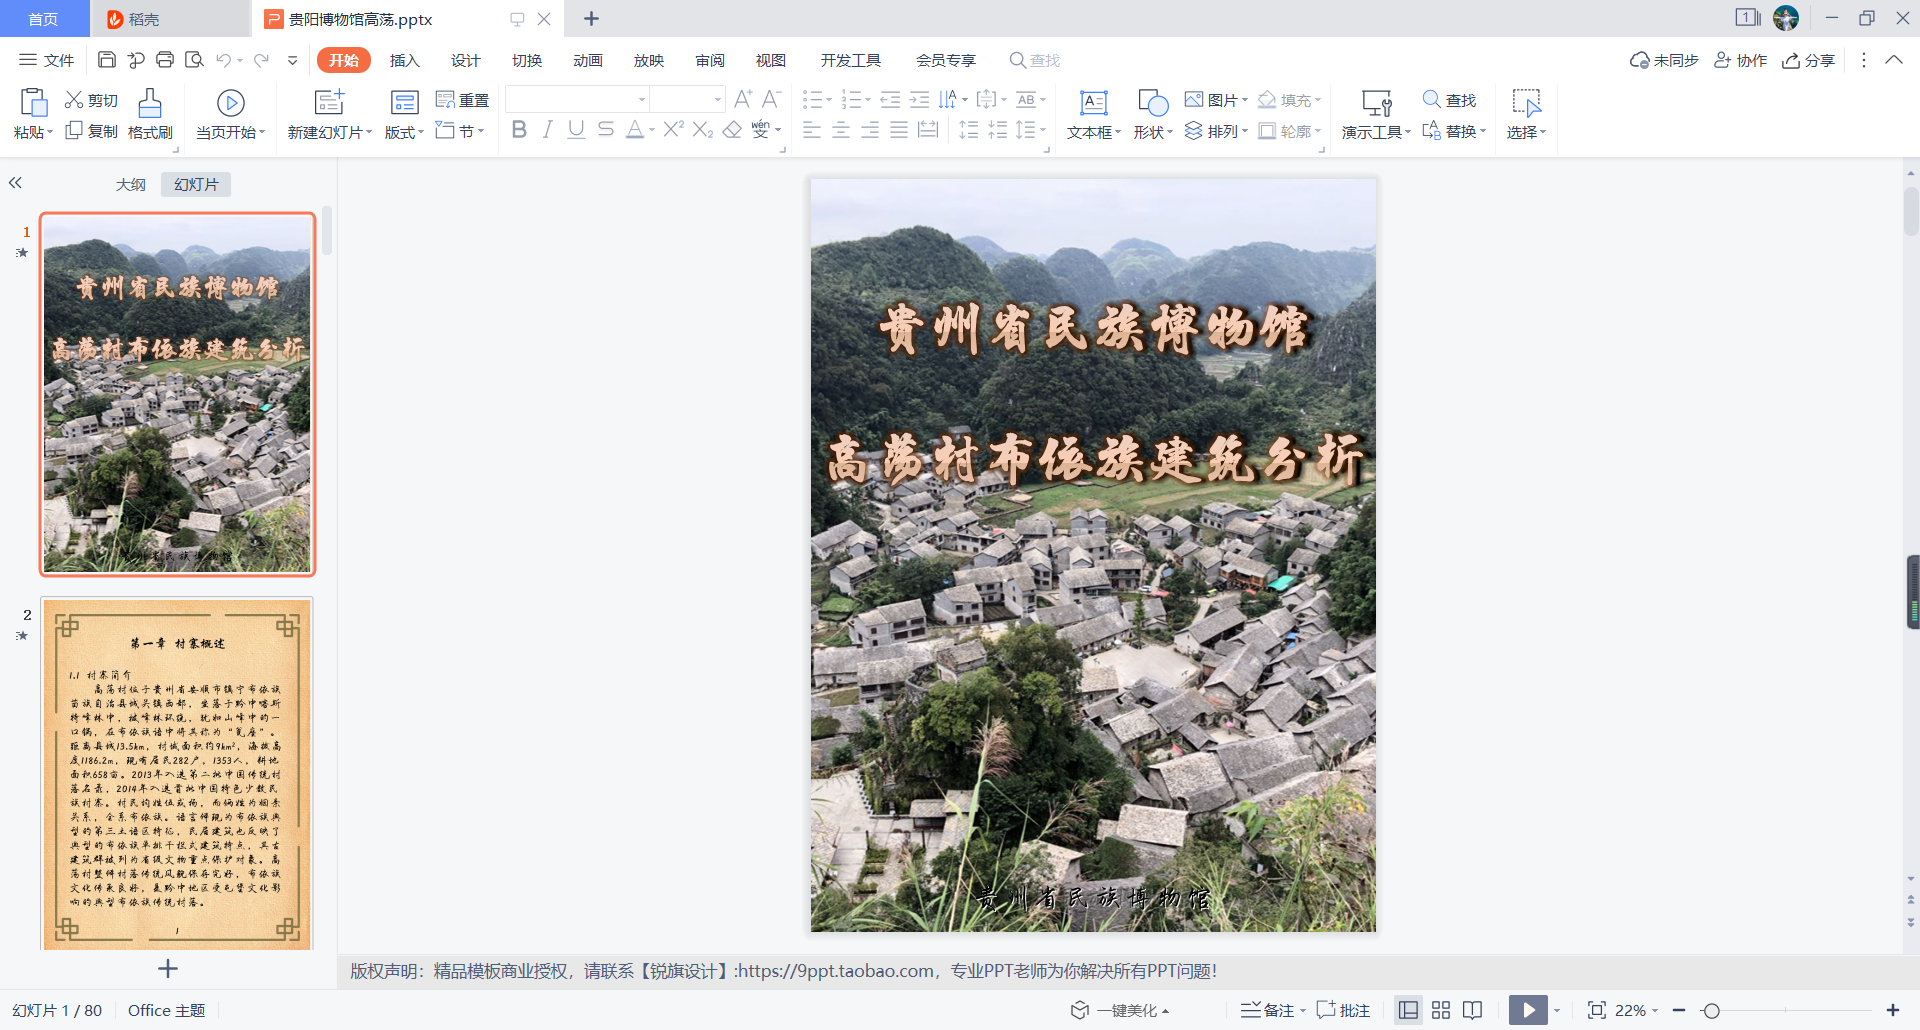 首页
稻壳
贵阳博物馆高荡.pptx
文件
开始
插入
设计
切换
动画
放映
审阅
视图
开发工具
会员专享
查找
未同步
协作
分享
粘贴
剪切
复制
格式刷
当页开始
新建幻灯片
版式
重置
节
文本框
形状
图片
排列
填充
轮廓
演示工具
查找
替换
选择
大纲
幻灯片
1
贵州省民族博物馆
高荡村布依族建筑分析
贵州省民族博物馆
2
第一章 村寨概述
1.1 村寨简介
高荡村位于贵州省安顺市镇宁布依族
苗族自治县城关镇西部，坐落于黔中喀斯
特峰林中，被峰林环绕，犹如山峰中的一
口锅，在布依族语中将其称为“瓮座”。
距离县城13.5km，村域面积约9km²，海拔高
度1186.2m，现有居民282户，1353人，耕地
面积658亩。2013年入选第二批中国传统村
落名录，2014年入选首批中国特色少数民
族村寨。村民均姓伍或杨，而俩姓为姻亲
关系，全系布依族。语言体现为布依族典
型的第三土语区特征，民居建筑也反映了
典型的布依族单排干栏式建筑特点，其古
建筑群被列为省级文物重点保护对象。高
荡村整体村落传统风貌保存完好，布依族
文化传承良好，是黔中地区受屯堡文化影
响的典型布依族传统村落。
1
贵州省民族博物馆
高荡村布依族建筑分析
贵州省民族博物馆
版权声明：精品模板商业授权，请联系【锐旗设计】:https://9ppt.taobao.com，专业PPT老师为你解决所有PPT问题！
幻灯片 1 / 80
Office 主题
一键美化
备注
批注
22%